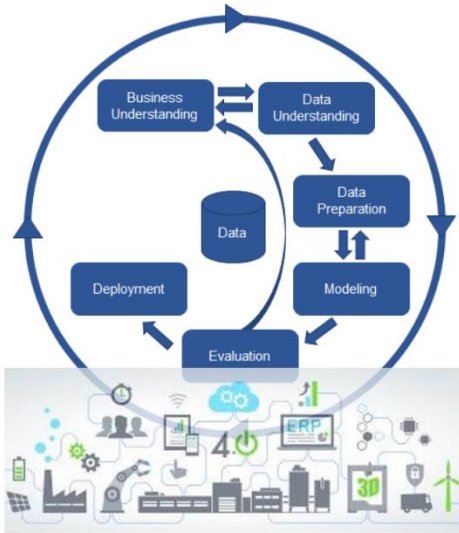 Business
Understanding
Data
Understanding
Data
Preparation
Data
Deployment
Modeling
Evaluation
4.0
ERP
3D